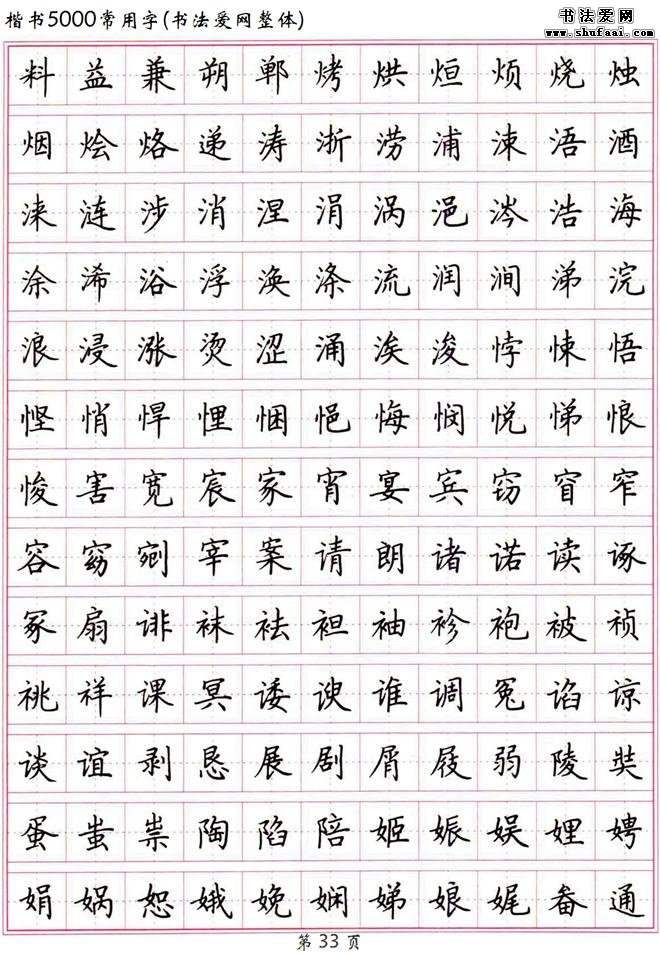 楷书5000常用字(书法爱网整体)
书法爱网
www.shufaai.com
料益兼朔郸烤烘烜烦烧烛
烟烩烙递涛浙涝浦涑浯酒
涞涟涉消涅涓涡浥涔浩海
涂浠浴浮涣涤流润涧涕浣
浪浸涨烫涩涌涘浚悖悚悟
悭悄悍悝悃悒悔悯悦悌悢
悛害宽宸家宵宴宾窃窅窄
容窈剜宰案请朗诸诺读诼
冢扇诽袜祛袒袖袗袍被祯
祧祥课冥诿谀谁调冤谄谅
谈谊剥恳展剧屑屐弱陵奘
蛋蚩祟陶陷陪姬娠娱娌娉
娟娲恕娥娩娴娣娘娓畚通
第 33 页